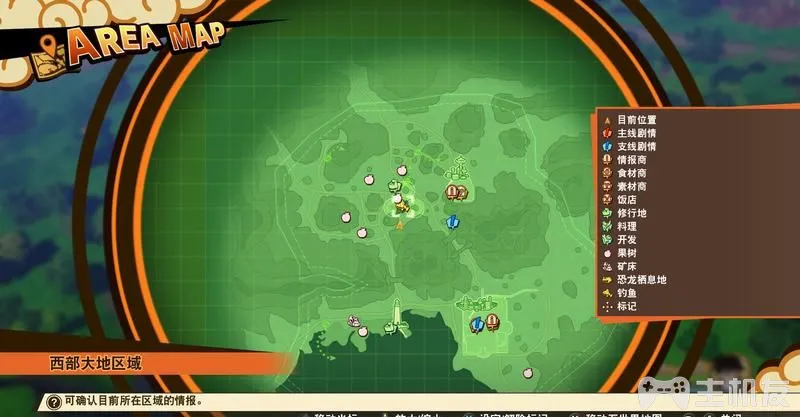 AREA MAP
目前位置
主线剧情
支线剧情
情报商
食材商
素材商
饭店
修行地
料理
开发
果树
矿床
恐龙栖息地
钓鱼
标记
西部大地区域
?可确认目前所在区域的情报。
主机友